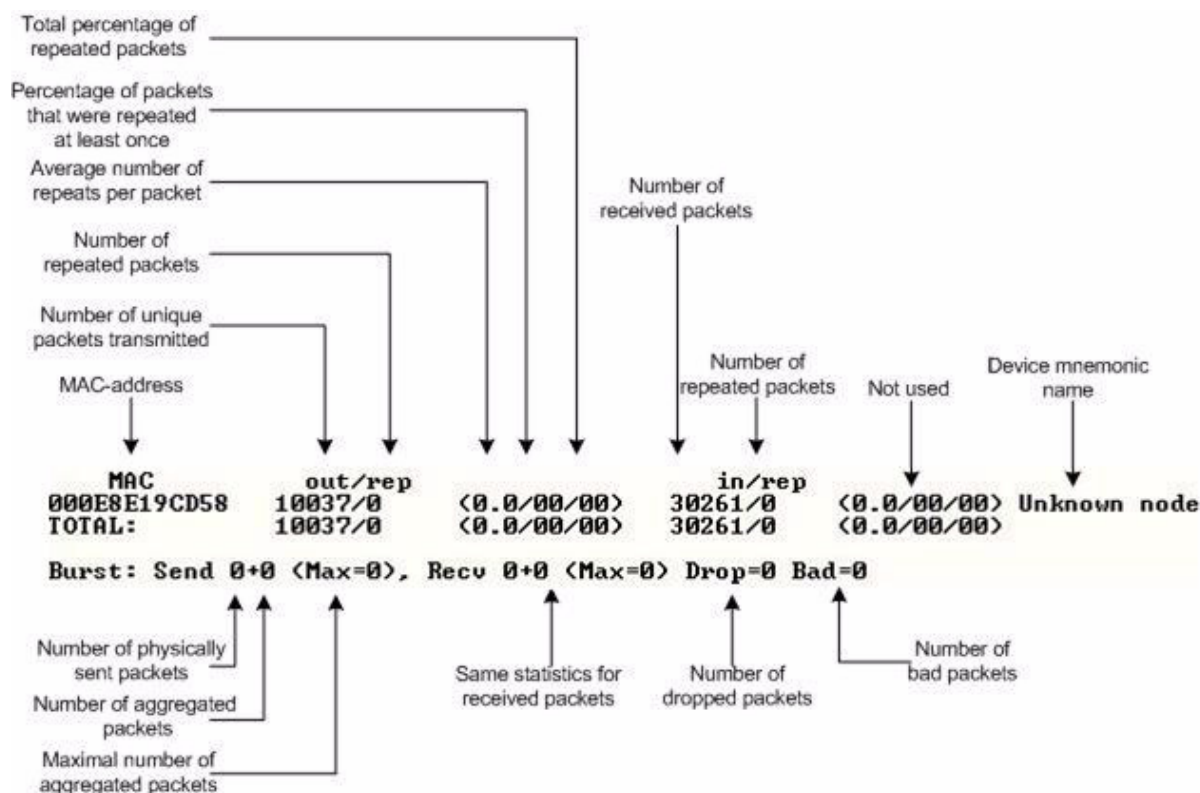 Total percentage of
repeated packets
Percentage of packets
that were repeated
at least once
Average number of
repeats per packet
Number of
received packets
Number of
repeated packets
Number of unique
packets transmitted
Number of
repeated packets
Device mnemonic
name
MAC-address
Not used
MAC out/rep in/rep
000E8E19CD58 10037/0 (0.0/00/00) 30261/0 (0.0/00/00) Unknown node
TOTAL: 10037/0 (0.0/00/00) 30261/0 (0.0/00/00)
Burst: Send 0+0 (Max=0), Recv 0+0 (Max=0) Drop=0 Bad=0
Number of physically
sent packets
Same statistics for
received packets
Number of
dropped packets
Number of
bad packets
Number of aggregated
packets
Maximal number of
aggregated packets